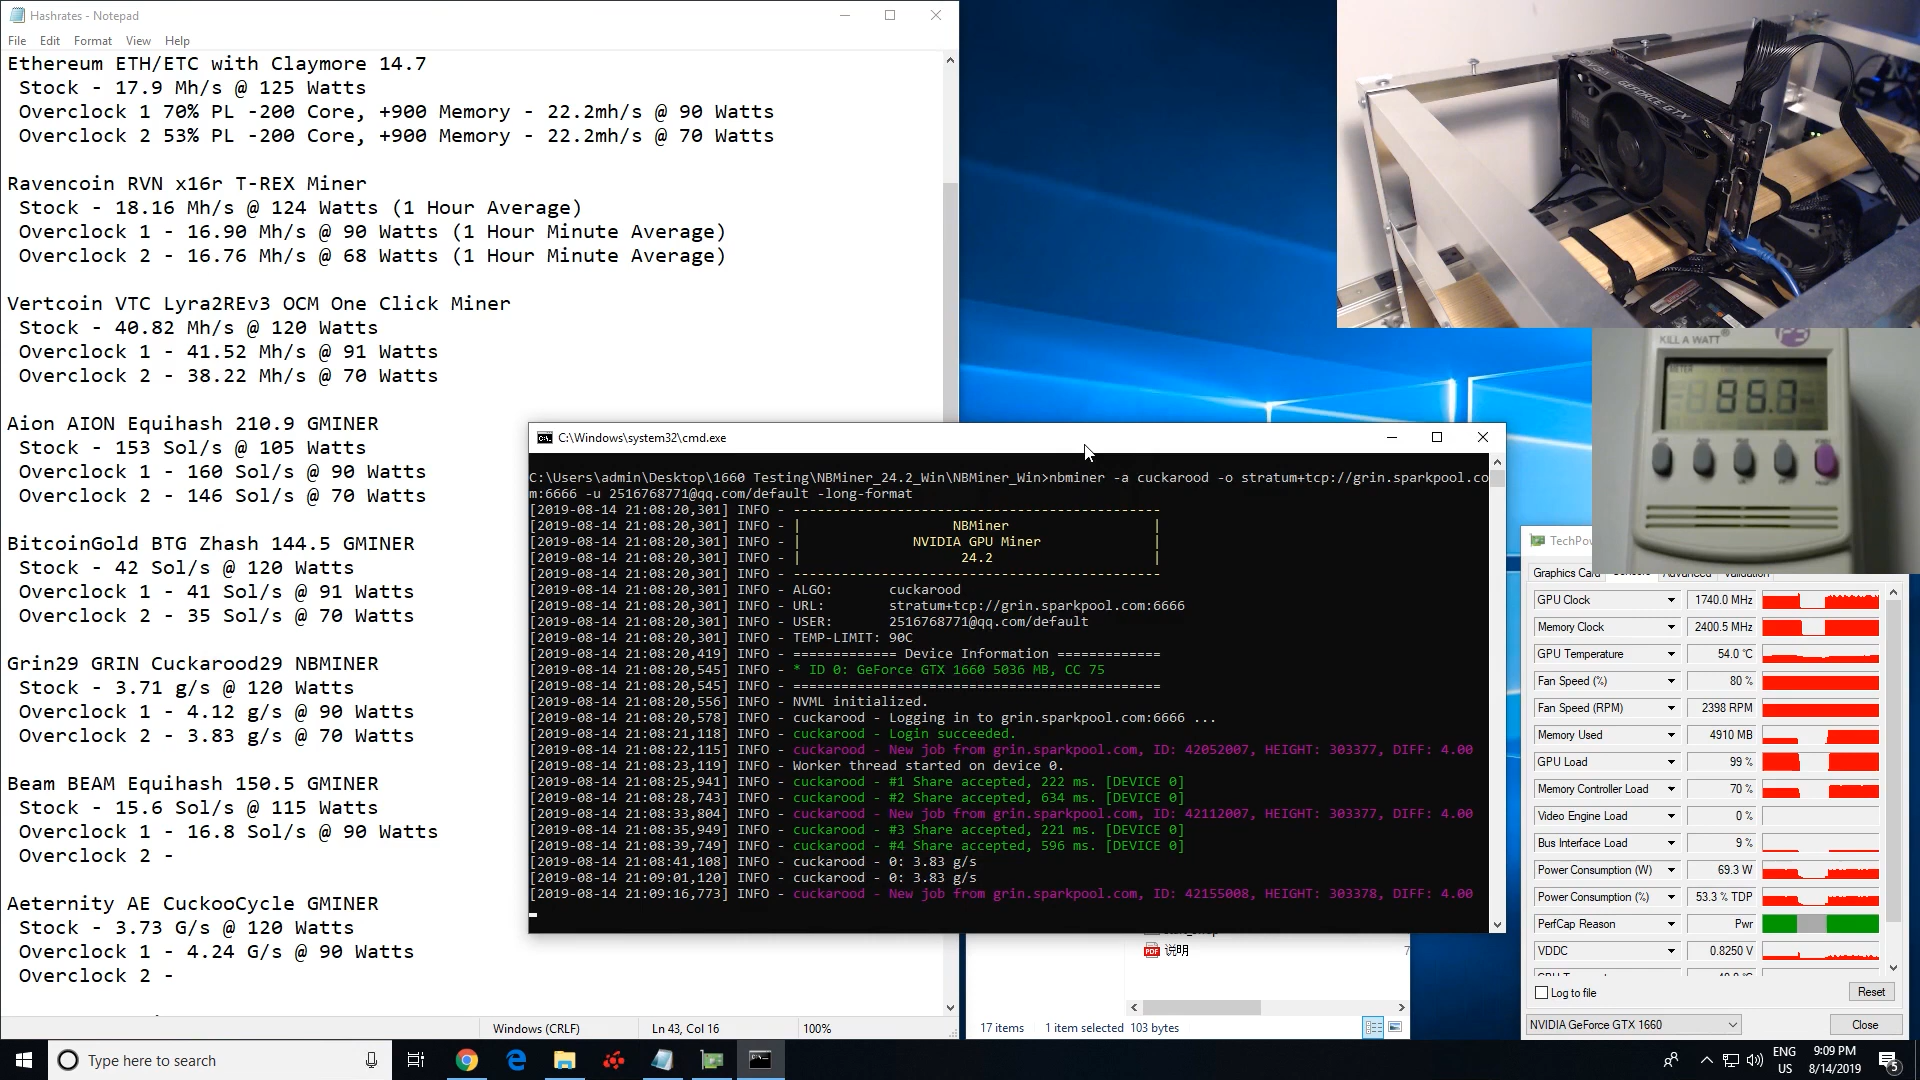 Hashrates - Notepad
File Edit Format View Help
Ethereum ETH/ETC with Claymore 14.7
Stock - 17.9 Mh/s @ 125 Watts
Overclock 1 70% PL -200 Core, +900 Memory - 22.2mh/s @ 90 Watts
Overclock 2 53% PL -200 Core, +900 Memory - 22.2mh/s @ 70 Watts
Ravencoin RVN x16r T-REX Miner
Stock - 18.16 Mh/s @ 124 Watts (1 Hour Average)
Overclock 1 - 16.90 Mh/s @ 90 Watts (1 Hour Minute Average)
Overclock 2 - 16.76 Mh/s @ 68 Watts (1 Hour Minute Average)
Vertcoin VTC Lyra2REv3 OCM One Click Miner
Stock - 40.82 Mh/s @ 120 Watts
Overclock 1 - 41.52 Mh/s @ 91 Watts
Overclock 2 - 38.22 Mh/s @ 70 Watts
Aion AION Equihash 210.9 GMINER
Stock - 153 Sol/s @ 105 Watts
Overclock 1 - 160 Sol/s @ 90 Watts
Overclock 2 - 146 Sol/s @ 70 Watts
BitcoinGold BTG Zhash 144.5 GMINER
Stock - 42 Sol/s @ 120 Watts
Overclock 1 - 41 Sol/s @ 91 Watts
Overclock 2 - 35 Sol/s @ 70 Watts
Grin29 GRIN Cuckarood29 NBMINER
Stock - 3.71 g/s @ 120 Watts
Overclock 1 - 4.12 g/s @ 90 Watts
Overclock 2 - 3.83 g/s @ 70 Watts
Beam BEAM Equihash 150.5 GMINER
Stock - 15.6 Sol/s @ 115 Watts
Overclock 1 - 16.8 Sol/s @ 90 Watts
Overclock 2 -
Aeternity AE CuckooCycle GMINER
Stock - 3.73 G/s @ 120 Watts
Overclock 1 - 4.24 G/s @ 90 Watts
Overclock 2 -
Windows (CRLF) Ln 43, Col 16 100%
C:\Windows\system32\cmd.exe
C:\Users\admin\Desktop\1660 Testing\NBMiner_24.2_Win\NBMiner_Win>nbminer -a cuckarood -o stratum+tcp://grin.sparkpool.co
m:6666 -u 2516768771@qq.com/default -long-format
[2019-08-14 21:08:20,301] INFO - ----------------------------------------------
[2019-08-14 21:08:20,301] INFO - | NBMiner |
[2019-08-14 21:08:20,301] INFO - | NVIDIA GPU Miner |
[2019-08-14 21:08:20,301] INFO - | 24.2 |
[2019-08-14 21:08:20,301] INFO - ----------------------------------------------
[2019-08-14 21:08:20,301] INFO - ALGO: cuckarood
[2019-08-14 21:08:20,301] INFO - URL: stratum+tcp://grin.sparkpool.com:6666
[2019-08-14 21:08:20,301] INFO - USER: 2516768771@qq.com/default
[2019-08-14 21:08:20,301] INFO - TEMP-LIMIT: 90C
[2019-08-14 21:08:20,419] INFO - ============= Device Information =============
[2019-08-14 21:08:20,545] INFO - * ID 0: GeForce GTX 1660 5036 MB, CC 75
[2019-08-14 21:08:20,545] INFO - ==============================================
[2019-08-14 21:08:20,556] INFO - NVML initialized.
[2019-08-14 21:08:20,578] INFO - cuckarood - Logging in to grin.sparkpool.com:6666 ...
[2019-08-14 21:08:21,118] INFO - cuckarood - Login succeeded.
[2019-08-14 21:08:22,115] INFO - cuckarood - New job from grin.sparkpool.com, ID: 42052007, HEIGHT: 303377, DIFF: 4.00
[2019-08-14 21:08:23,119] INFO - Worker thread started on device 0.
[2019-08-14 21:08:25,941] INFO - cuckarood - #1 Share accepted, 222 ms. [DEVICE 0]
[2019-08-14 21:08:28,743] INFO - cuckarood - #2 Share accepted, 634 ms. [DEVICE 0]
[2019-08-14 21:08:33,804] INFO - cuckarood - New job from grin.sparkpool.com, ID: 42112007, HEIGHT: 303377, DIFF: 4.00
[2019-08-14 21:08:35,949] INFO - cuckarood - #3 Share accepted, 221 ms. [DEVICE 0]
[2019-08-14 21:08:39,749] INFO - cuckarood - #4 Share accepted, 596 ms. [DEVICE 0]
[2019-08-14 21:08:41,108] INFO - cuckarood - 0: 3.83 g/s
[2019-08-14 21:09:01,120] INFO - cuckarood - 0: 3.83 g/s
[2019-08-14 21:09:16,773] INFO - cuckarood - New job from grin.sparkpool.com, ID: 42155008, HEIGHT: 303378, DIFF: 4.00
GEFORCE GTX
KILL A WATT
TechPow
Graphics Card
GPU Clock 1740.0 MHz
Memory Clock 2400.5 MHz
GPU Temperature 54.0 °C
Fan Speed (%) 80 %
Fan Speed (RPM) 2398 RPM
Memory Used 4910 MB
GPU Load 99 %
Memory Controller Load 70 %
Video Engine Load 0 %
Bus Interface Load 9 %
Power Consumption (W) 69.3 W
Power Consumption (%) 53.3 % TDP
PerfCap Reason Pwr
VDDC 0.8250 V
Log to file Reset
NVIDIA GeForce GTX 1660 Close
PDF 说明 7
17 items 1 item selected 103 bytes
Type here to search
ENG
US
9:09 PM
8/14/2019
5